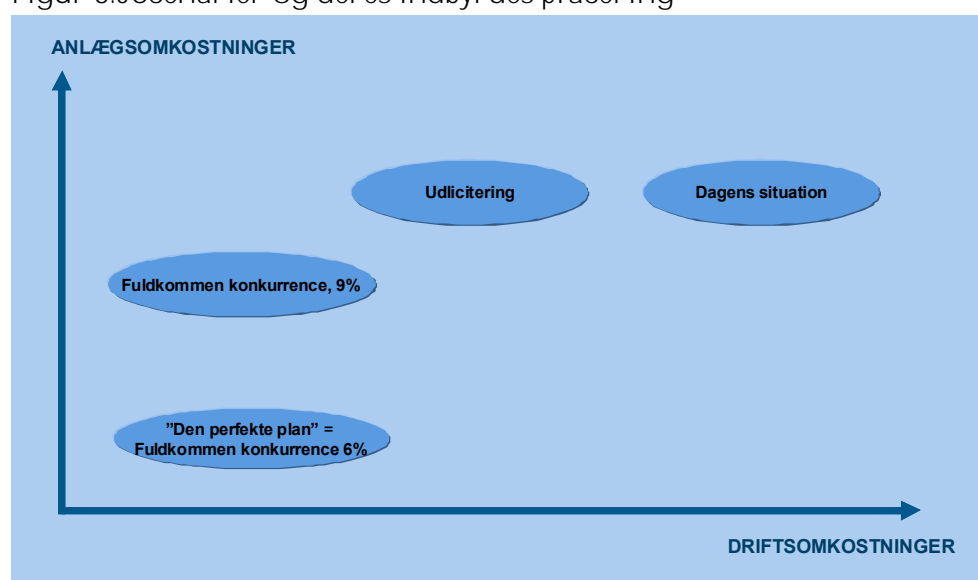 ANLÆGSOMKOSTNINGER
Udlicitering
Dagens situation
Fuldkommen konkurrence, 9%
”Den perfekte plan” =
Fuldkommen konkurrence 6%
DRIFTSOMKOSTNINGER